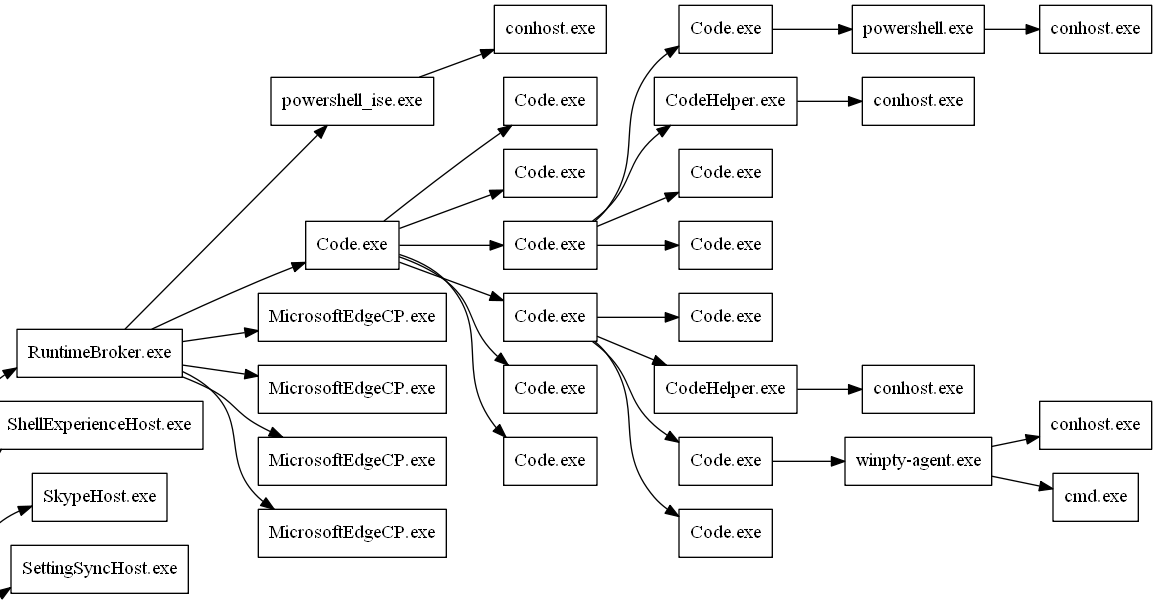 conhost.exe
Code.exe
powershell.exe
conhost.exe
powershell_ise.exe
Code.exe
CodeHelper.exe
conhost.exe
Code.exe
Code.exe
Code.exe
Code.exe
Code.exe
MicrosoftEdgeCP.exe
Code.exe
Code.exe
RuntimeBroker.exe
MicrosoftEdgeCP.exe
Code.exe
CodeHelper.exe
conhost.exe
ShellExperienceHost.exe
conhost.exe
MicrosoftEdgeCP.exe
Code.exe
Code.exe
winpty-agent.exe
SkypeHost.exe
cmd.exe
MicrosoftEdgeCP.exe
Code.exe
SettingSyncHost.exe